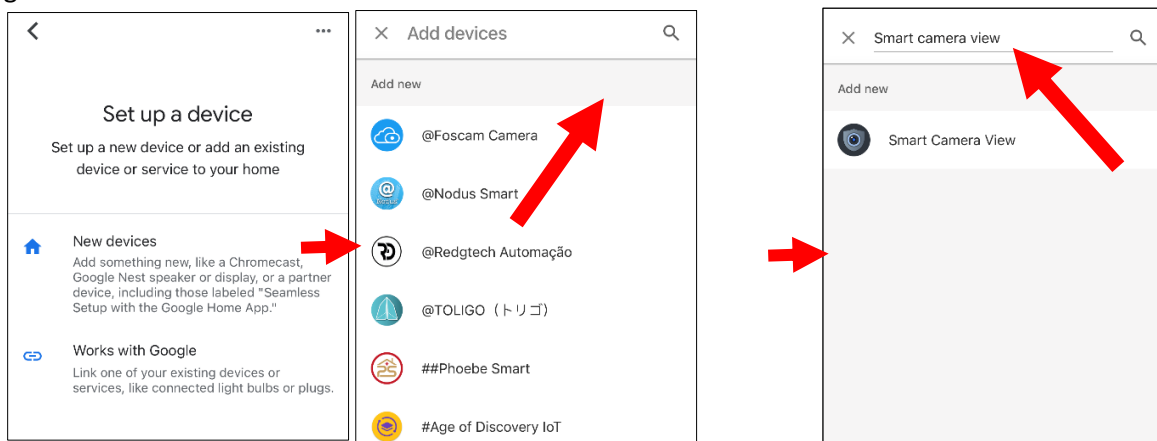 Set up a device
Set up a new device or add an existing
device or service to your home
New devices
Add something new, like a Chromecast,
Google Nest speaker or display, or a partner
device, including those labeled "Seamless
Setup with the Google Home App."
Works with Google
Link one of your existing devices or
services, like connected light bulbs or plugs.
Add devices
Add new
@Foscam Camera
@Nodus Smart
@Redgtech Automação
@TOLIGO（トリゴ）
##Phoebe Smart
#Age of Discovery IoT
Smart camera view
Add new
Smart Camera View